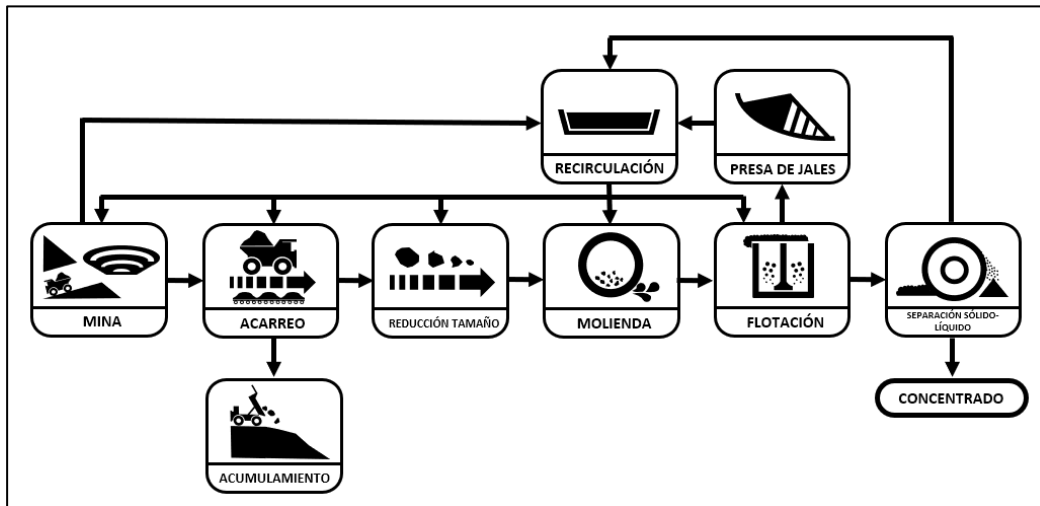 RECIRCULACIÓN
PRESA DE JALES
MINA
ACARREO
REDUCCIÓN TAMAÑO
MOLIENDA
FLOTACIÓN
SEPARACIÓN SÓLIDO-
LÍQUIDO
CONCENTRADO
ACUMULAMIENTO